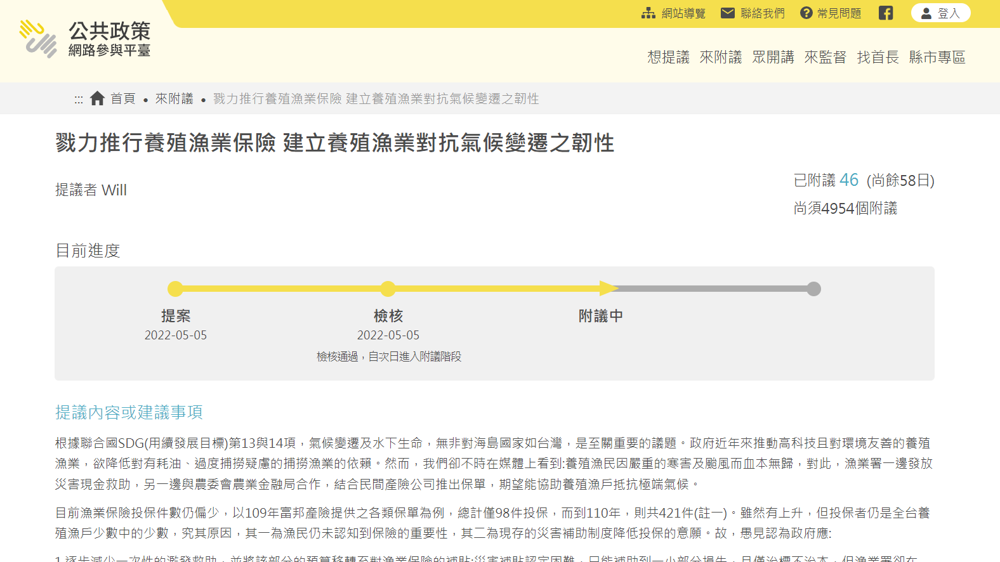 網站導覽 聯絡我們 常見問題 登入
公共政策
網路參與平臺
想提議 來附議 眾開講 來監督 找首長 縣市專區
::: 首頁 • 來附議 • 戮力推行養殖漁業保險 建立養殖漁業對抗氣候變遷之韌性
戮力推行養殖漁業保險 建立養殖漁業對抗氣候變遷之韌性
提議者 Will
已附議 46 (尚餘58日)
尚須4954個附議
目前進度
提案 檢核 附議中
2022-05-05 2022-05-05
檢核通過，自次日進入附議階段
提議內容或建議事項
根據聯合國SDG(用續發展目標)第13與14項，氣候變遷及水下生命，無非對海島國家如台灣，是至關重要的議題。政府近年來推動高科技且對環境友善的養殖
漁業，欲降低對有耗油、過度捕撈疑慮的捕撈漁業的依賴。然而，我們卻不時在媒體上看到:養殖漁民因嚴重的寒害及颱風而血本無歸，對此，漁業署一邊發放
災害現金救助，另一邊與農委會農業金融局合作，結合民間產險公司推出保單，期望能協助養殖漁戶抵抗極端氣候。
目前漁業保險投保件數仍偏少，以109年富邦產險提供之各類保單為例，總計僅98件投保，而到110年，則共421件(註一)。雖然有上升，但投保者仍是全台養
殖漁戶少數中的少數，究其原因，其一為漁民仍未認知到保險的重要性，其二為現存的災害補助制度降低投保的意願。故，愚見認為政府應:
1.逐步減少一次性的濫發救助，並將該部分的預算移轉至對漁業保險的補貼:災害補貼認定困難，只能補助到一小部分損失，且僅治標不治本，但漁業署卻在